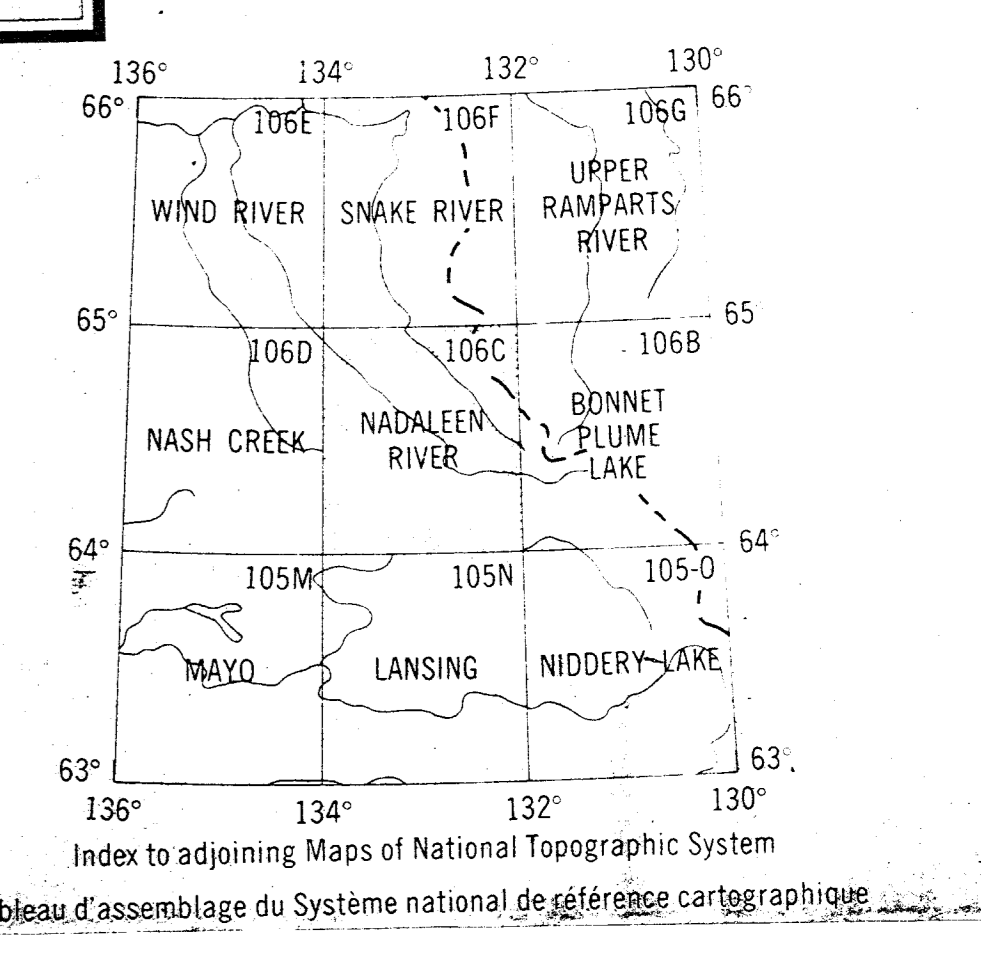 136° 134° 132° 130°
66° 106E 106F 106G 66°
WIND RIVER SNAKE RIVER UPPER
RAMPARTS
RIVER
65° 65
106D 106C 106B
NASH CREEK NADALEEN
RIVER BONNET
PLUME
LAKE
64° 64°
105M 105N 105-O
MAYO LANSING NIDDERY LAKE
63° 63°
136° 134° 132° 130°
Index to adjoining Maps of National Topographic System
bleau d'assemblage du Système national de référence cartographique